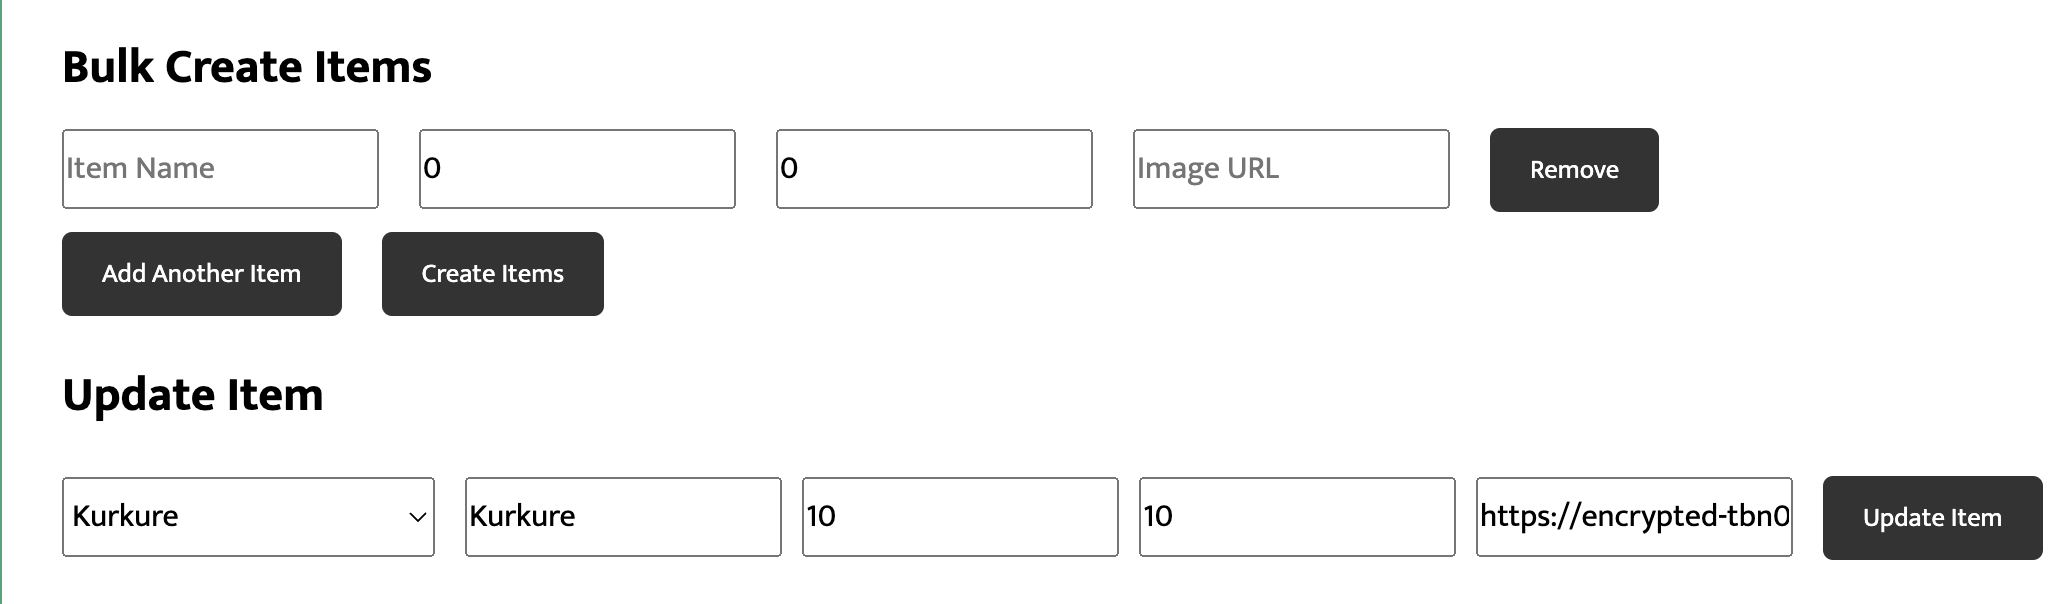 Bulk Create Items
Item Name 0 0 Image URL Remove
Add Another Item Create Items
Update Item
Kurkure Kurkure 10 10 https://encrypted-tbn0 Update Item